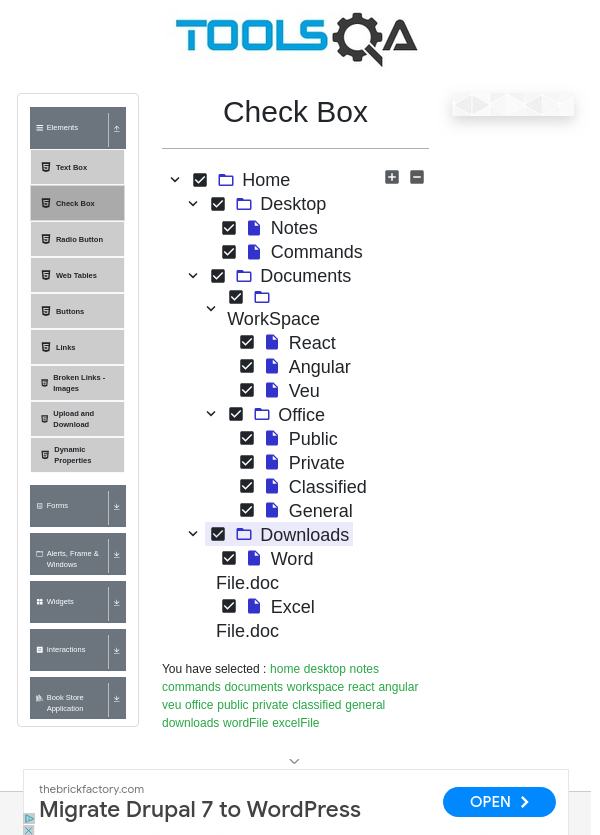 TOOLSQA
Check Box
Elements
Text Box
Check Box
Radio Button
Web Tables
Buttons
Links
Broken Links -
Images
Upload and
Download
Dynamic
Properties
Forms
Alerts, Frame &
Windows
Widgets
Interactions
Book Store
Application
Home
Desktop
Notes
Commands
Documents
WorkSpace
React
Angular
Veu
Office
Public
Private
Classified
General
Downloads
Word
File.doc
Excel
File.doc
You have selected : home desktop notes
commands documents workspace react angular
veu office public private classified general
downloads wordFile excelFile
thebrickfactory.com
Migrate Drupal 7 to WordPress
OPEN